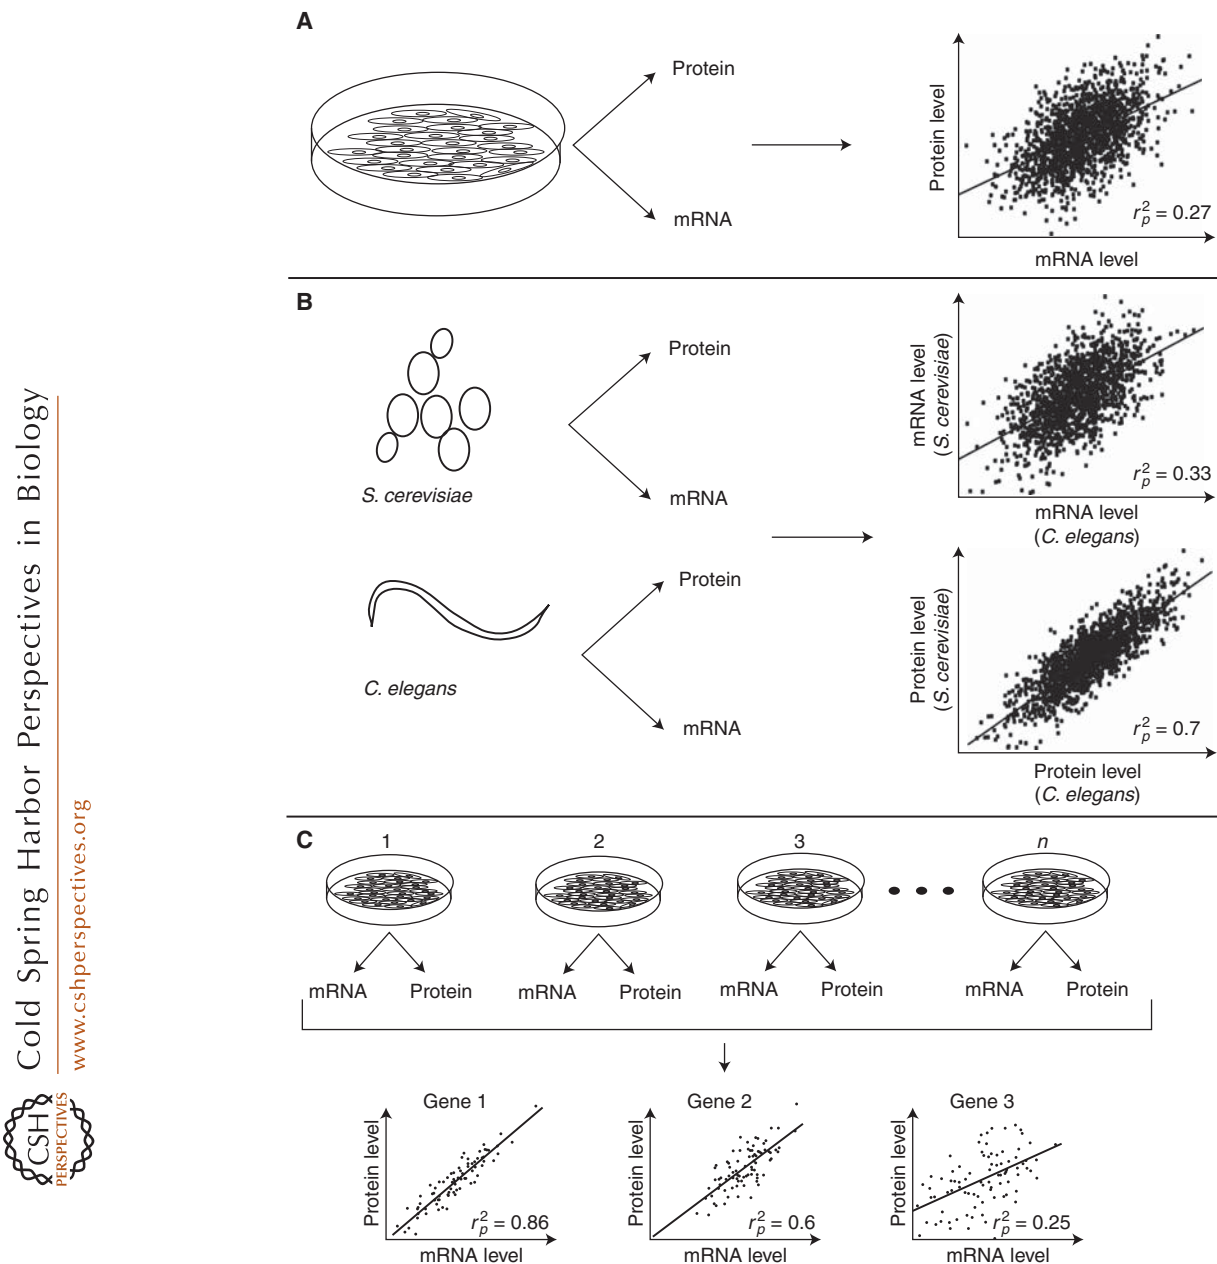 A
Protein
mRNA
Protein level
r²ₚ = 0.27
mRNA level
B
Protein
mRNA
S. cerevisiae
Protein
mRNA
C. elegans
mRNA level
(S. cerevisiae)
r²ₚ = 0.33
mRNA level
(C. elegans)
Protein level
(S. cerevisiae)
r²ₚ = 0.7
Protein level
(C. elegans)
C
1 2 3 n
mRNA Protein mRNA Protein mRNA Protein mRNA Protein
Gene 1
Protein level
r²ₚ = 0.86
mRNA level
Gene 2
Protein level
r²ₚ = 0.6
mRNA level
Gene 3
Protein level
r²ₚ = 0.25
mRNA level
Cold Spring Harbor Perspectives in Biology
www.cshperspectives.org
CSH
PERSPECTIVES